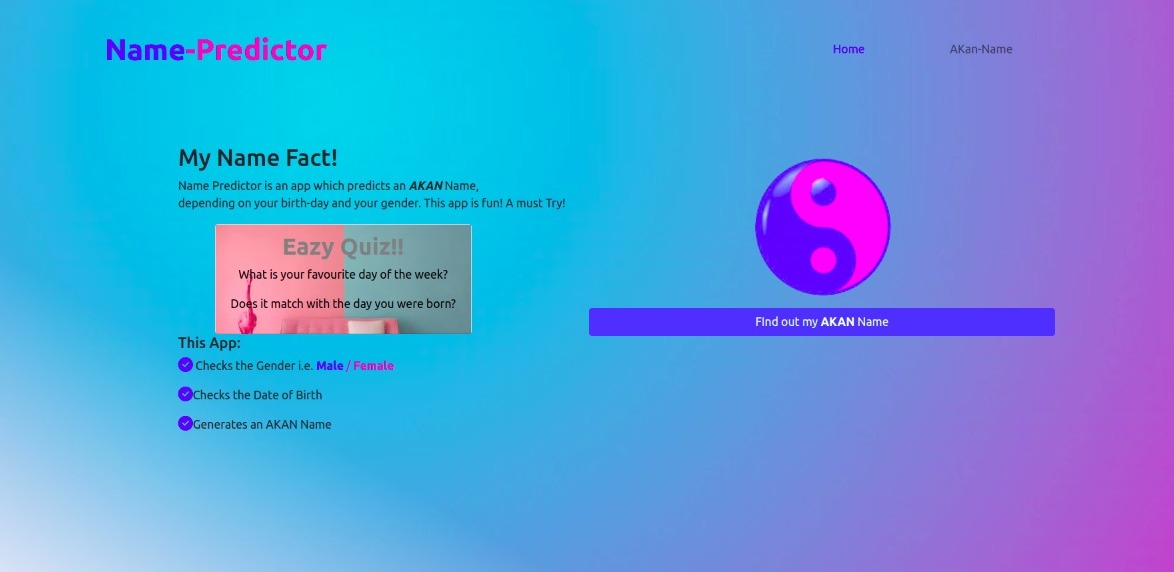 Name-Predictor
Home
AKan-Name
My Name Fact!
Name Predictor is an app which predicts an AKAN Name,
depending on your birth-day and your gender. This app is fun! A must Try!
Eazy Quiz!!
What is your favourite day of the week?
Does it match with the day you were born?
This App:
Checks the Gender i.e. Male / Female
Checks the Date of Birth
Generates an AKAN Name
FInd out my AKAN Name